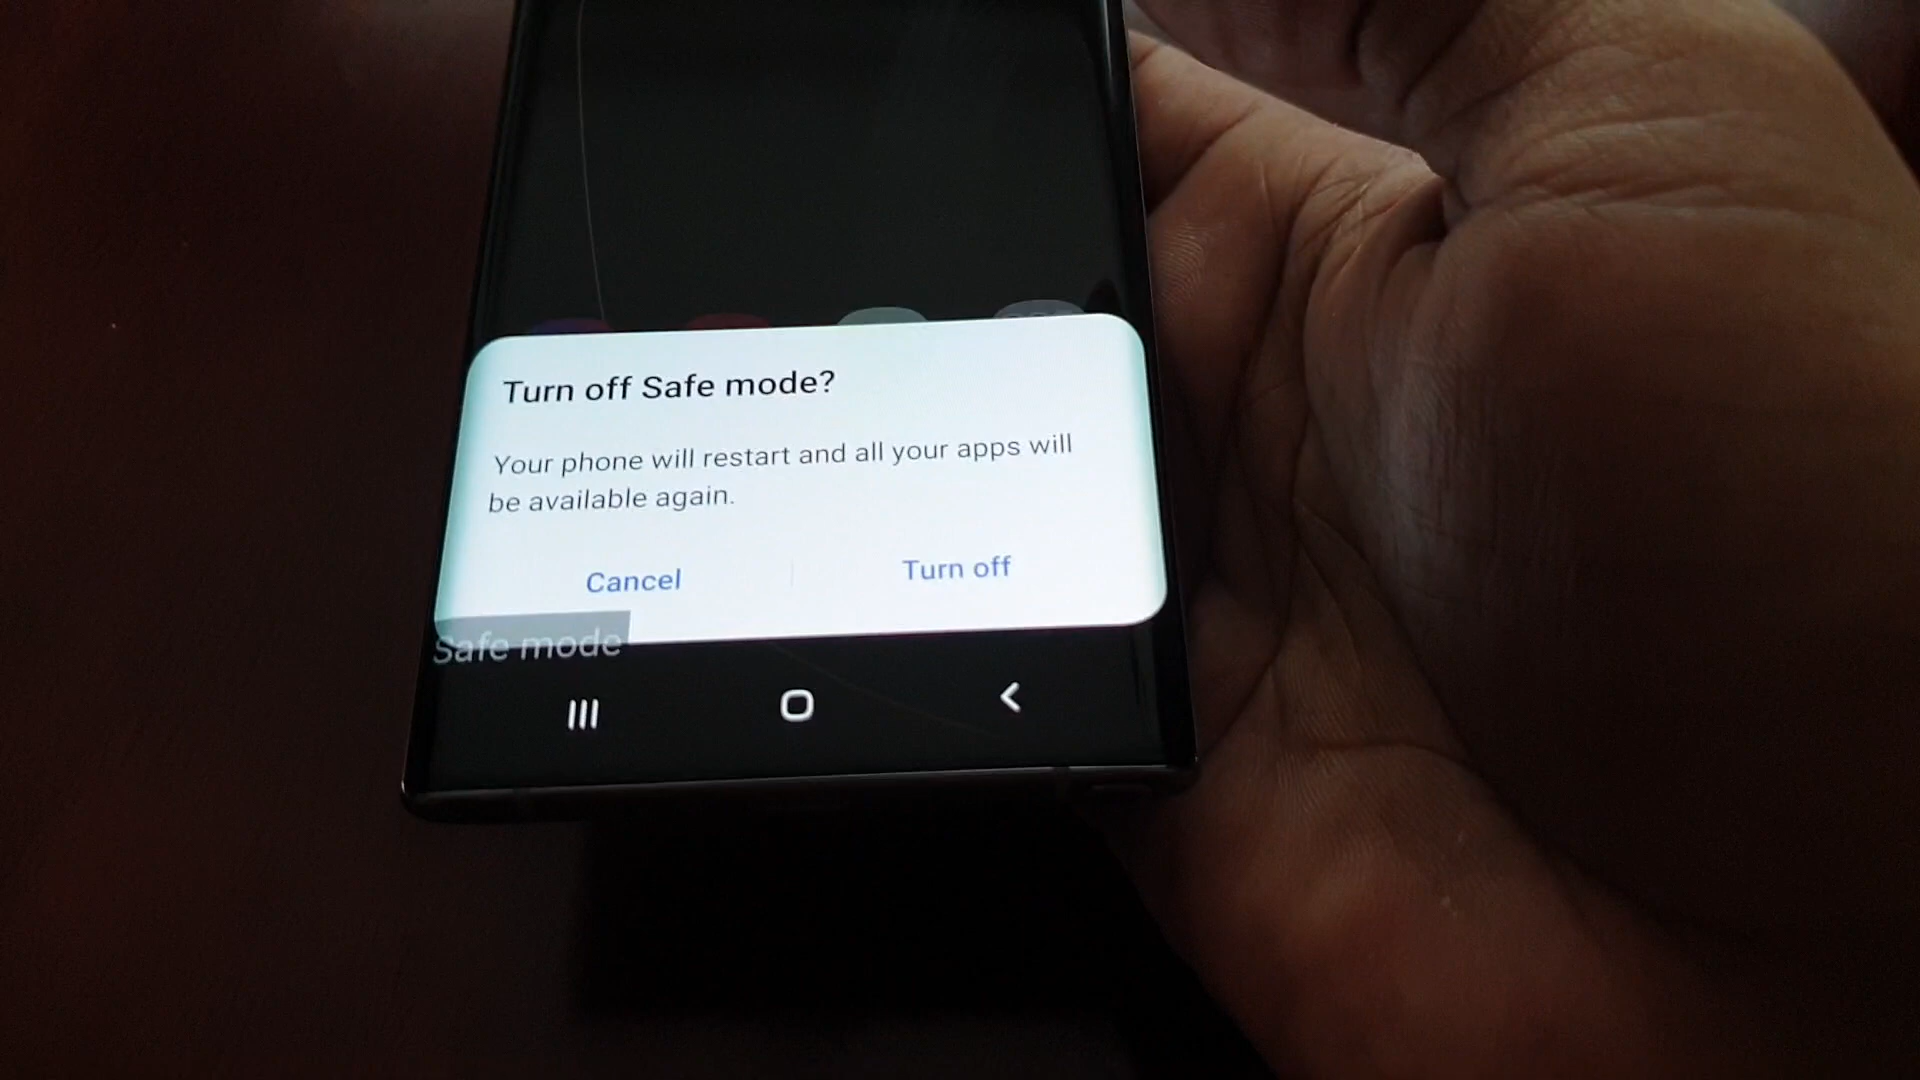 Turn off Safe mode?
Your phone will restart and all your apps will
be available again.
Cancel
Turn off
Safe mode